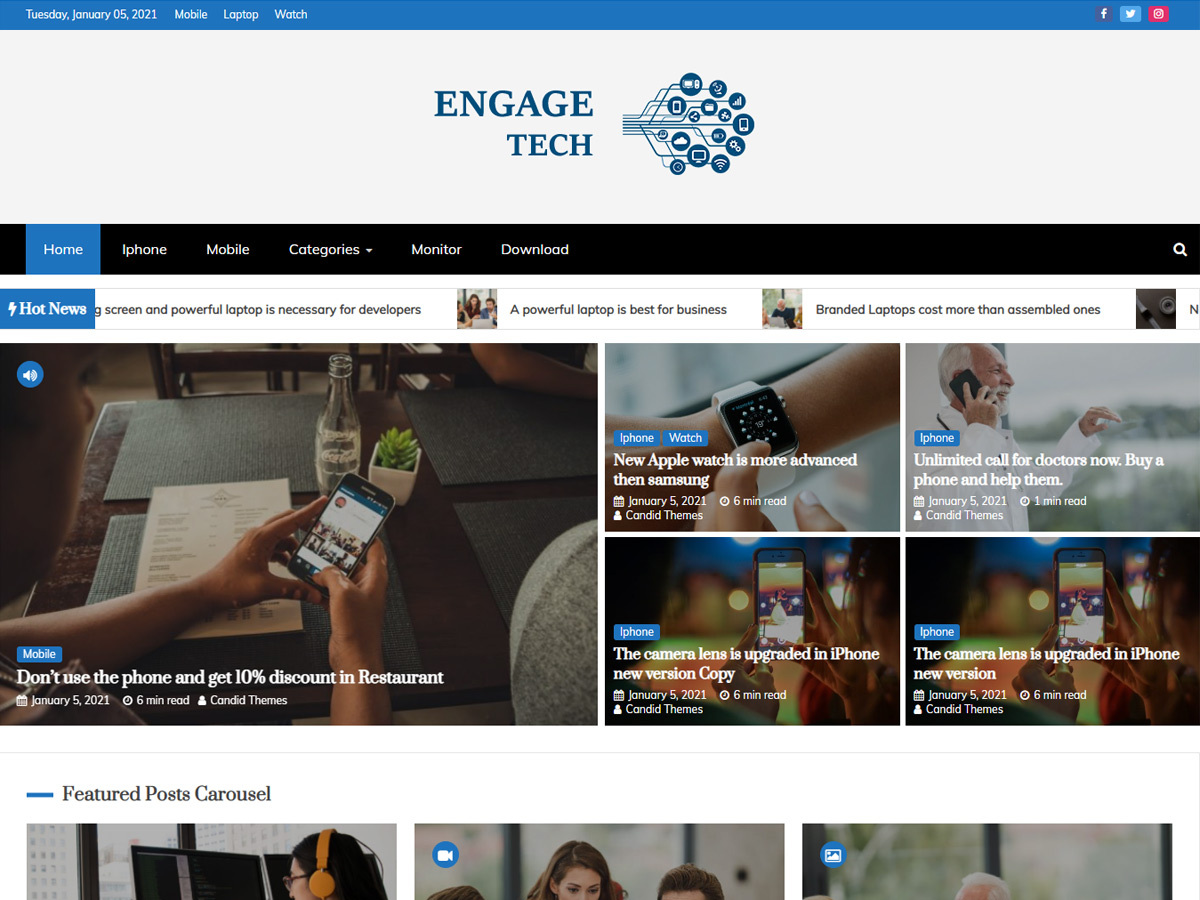 Tuesday, January 05, 2021 Mobile Laptop Watch
ENGAGE
TECH
Home Iphone Mobile Categories Monitor Download
Hot News g screen and powerful laptop is necessary for developers A powerful laptop is best for business Branded Laptops cost more than assembled ones N
Mobile
Don't use the phone and get 10% discount in Restaurant
January 5, 2021 6 min read Candid Themes
Iphone Watch
New Apple watch is more advanced
then samsung
January 5, 2021 6 min read
Candid Themes
Iphone
Unlimited call for doctors now. Buy a
phone and help them.
January 5, 2021 1 min read
Candid Themes
Iphone
The camera lens is upgraded in iPhone
new version Copy
January 5, 2021 6 min read
Candid Themes
Iphone
The camera lens is upgraded in iPhone
new version
January 5, 2021 6 min read
Candid Themes
Featured Posts Carousel